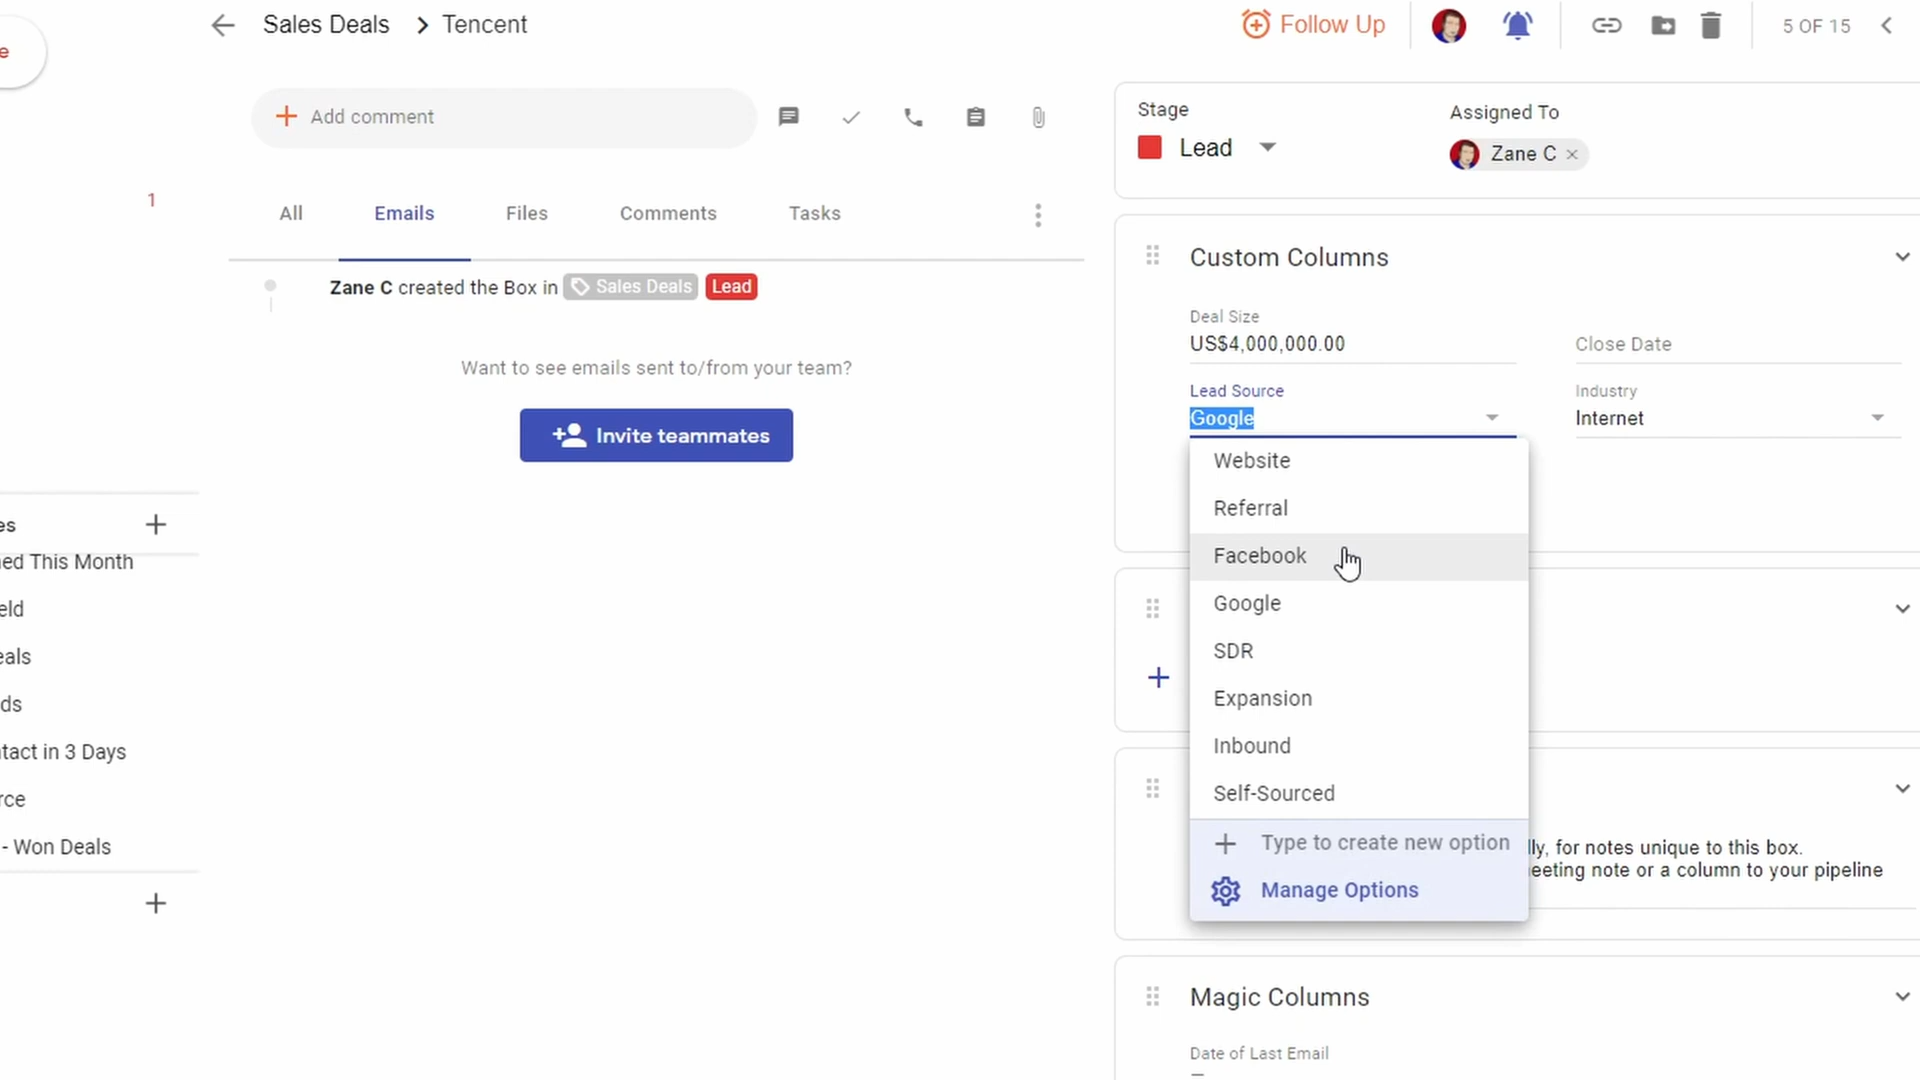 e
Sales Deals
Tencent
Follow Up
5 OF 15
Add comment
1
All
Emails
Files
Comments
Tasks
Zane C created the Box in Sales Deals Lead
Want to see emails sent to/from your team?
Invite teammates
es
ned This Month
eld
eals
ds
ntact in 3 Days
rce
- Won Deals
Stage
Lead
Assigned To
Zane C
Custom Columns
Deal Size
US$4,000,000.00
Close Date
Lead Source
Google
Industry
Internet
Website
Referral
Facebook
Google
SDR
Expansion
Inbound
Self-Sourced
Type to create new option
Manage Options
lly, for notes unique to this box.
eeting note or a column to your pipeline
Magic Columns
Date of Last Email